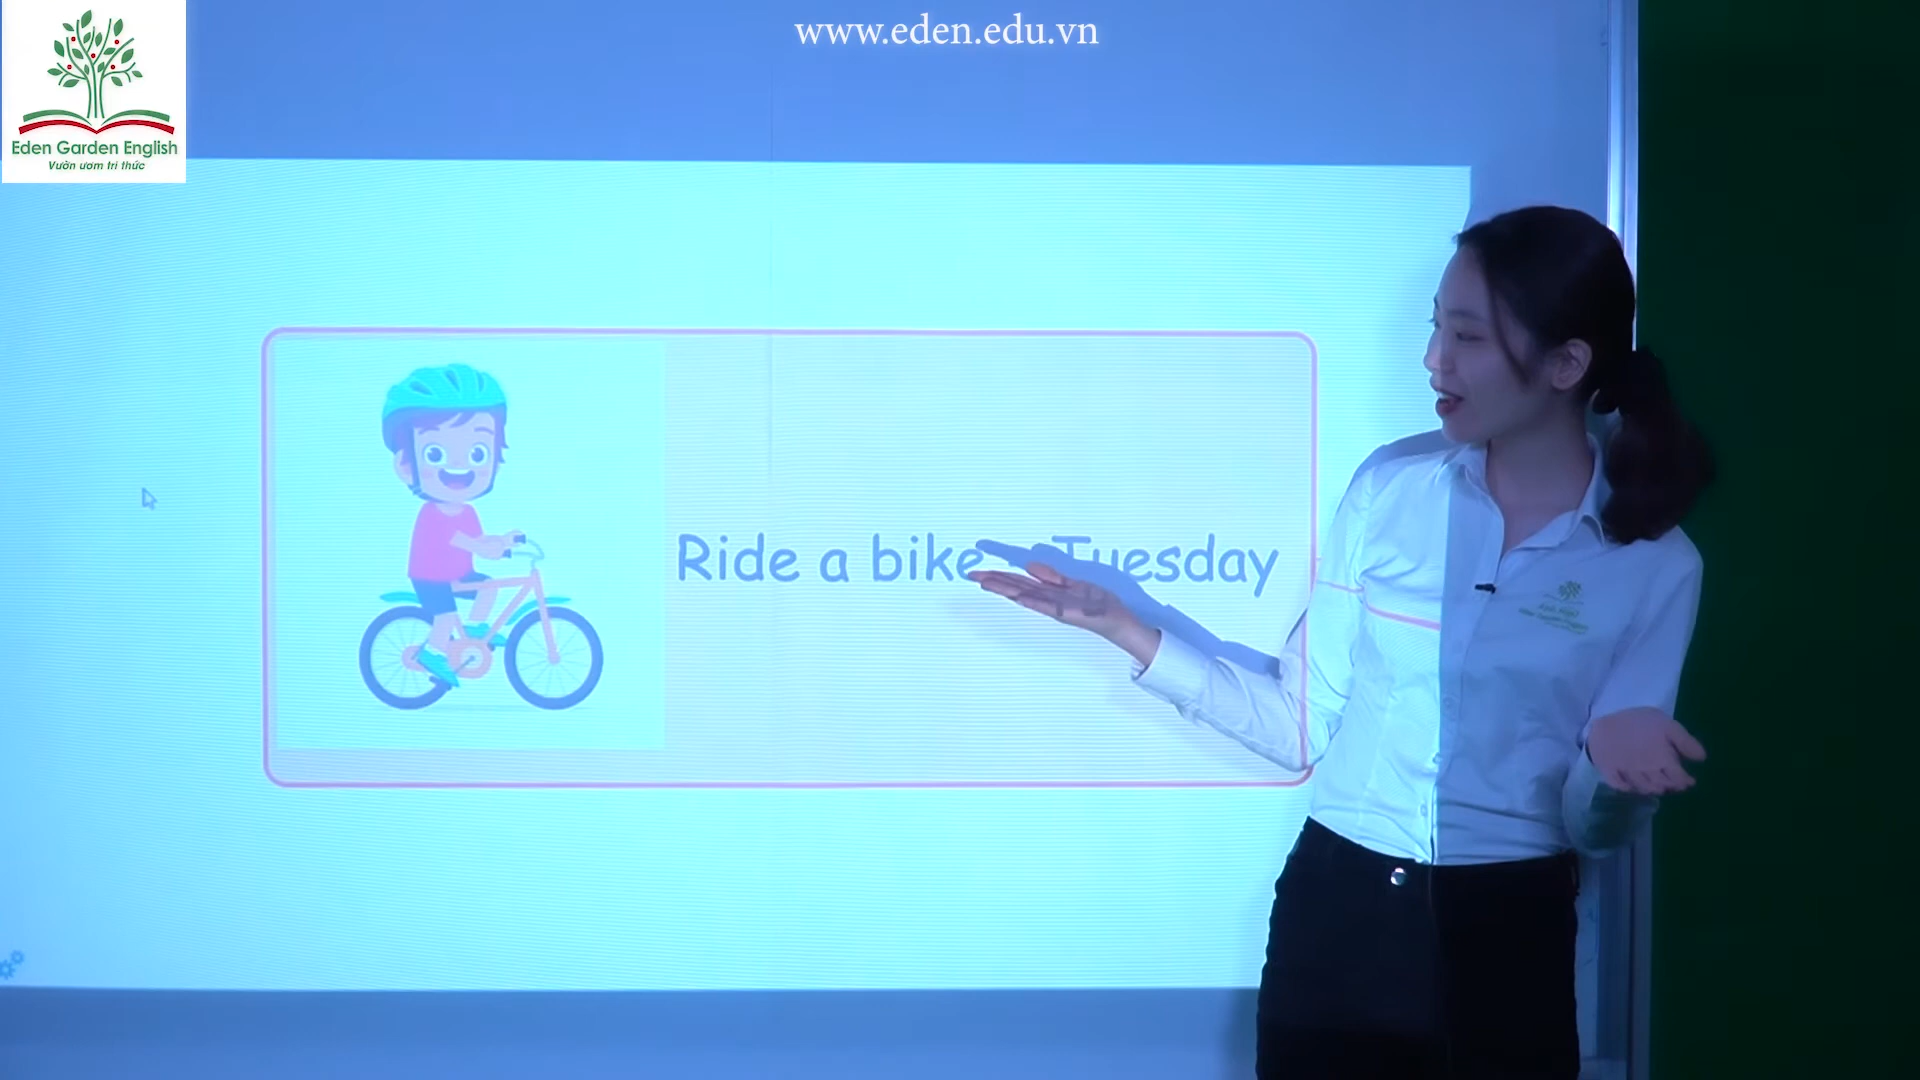 www.eden.edu.vn
Eden Garden English
Vườn ươm tri thức
Ride a bike - Tuesday